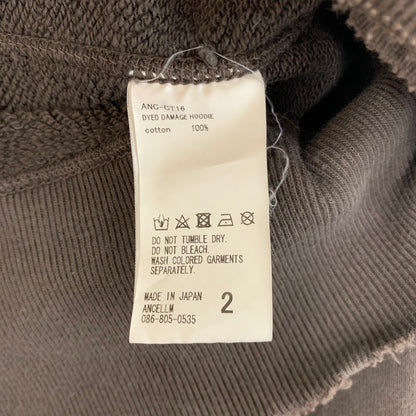 ANC-CT16
DYED DAMAGE HOODIE
cotton 100%
DO NOT TUMBLE DRY.
DO NOT BLEACH.
WASH COLORED GARMENTS
SEPARATELY.
MADE IN JAPAN
ANCELLM
086-805-0535
2